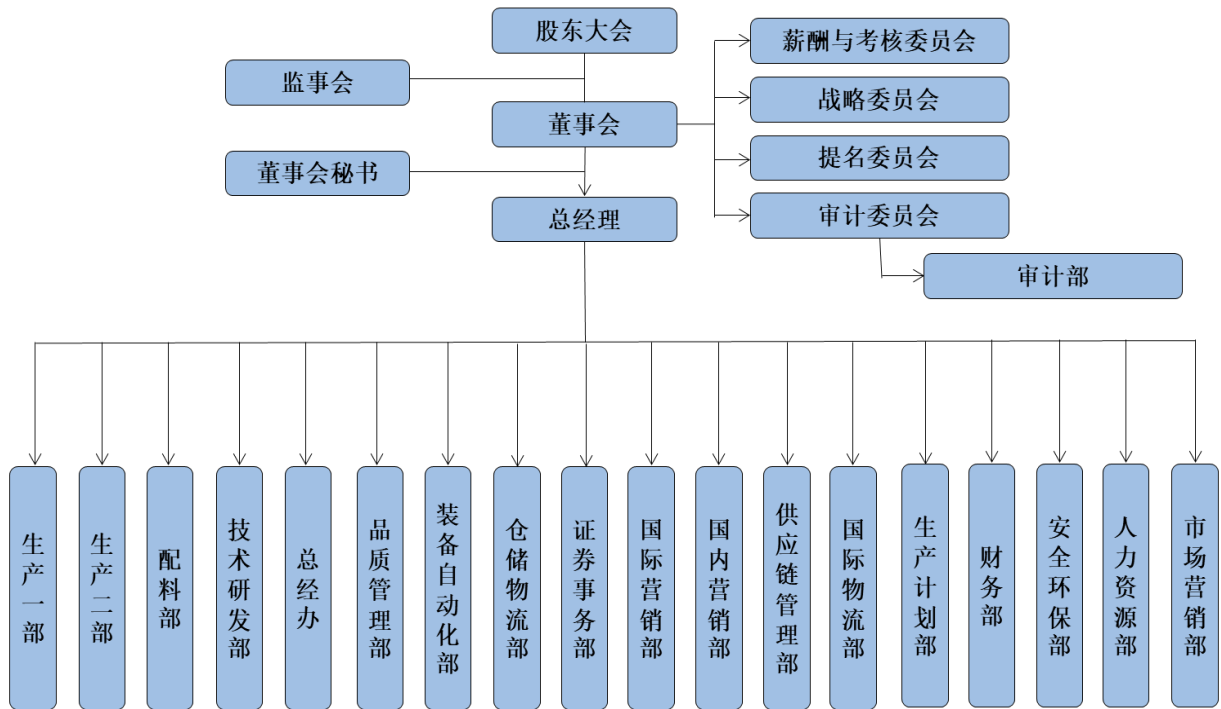 股东大会
薪酬与考核委员会
监事会
战略委员会
董事会
提名委员会
董事会秘书
总经理
审计委员会
审计部
生产一部
生产二部
配料部
技术研发部
总经办
品质管理部
装备自动化部
仓储物流部
证券事务部
国际营销部
国内营销部
供应链管理部
国际物流部
生产计划部
财务部
安全环保部
人力资源部
市场营销部